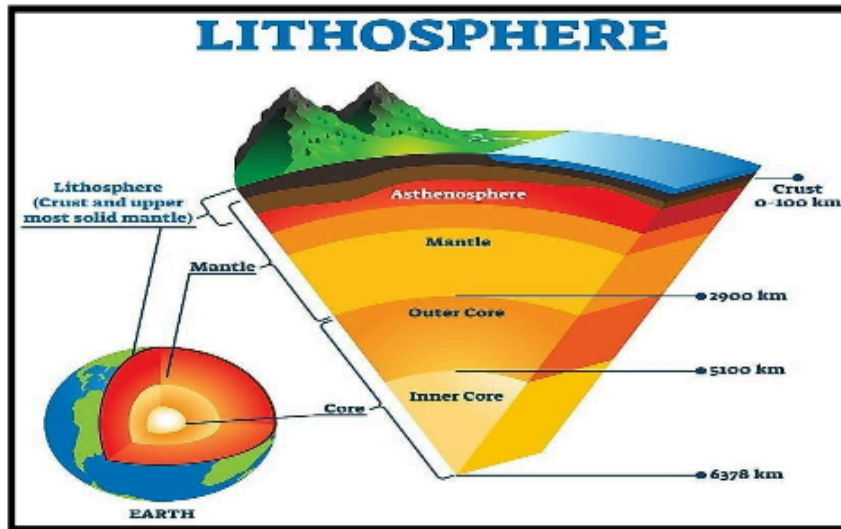 LITHOSPHERE
Lithosphere
(Crust and upper
most solid mantle)
Asthenosphere
Crust
0-100 km
Mantle
Mantle
2900 km
Outer Core
5100 km
Inner Core
Core
6378 km
EARTH